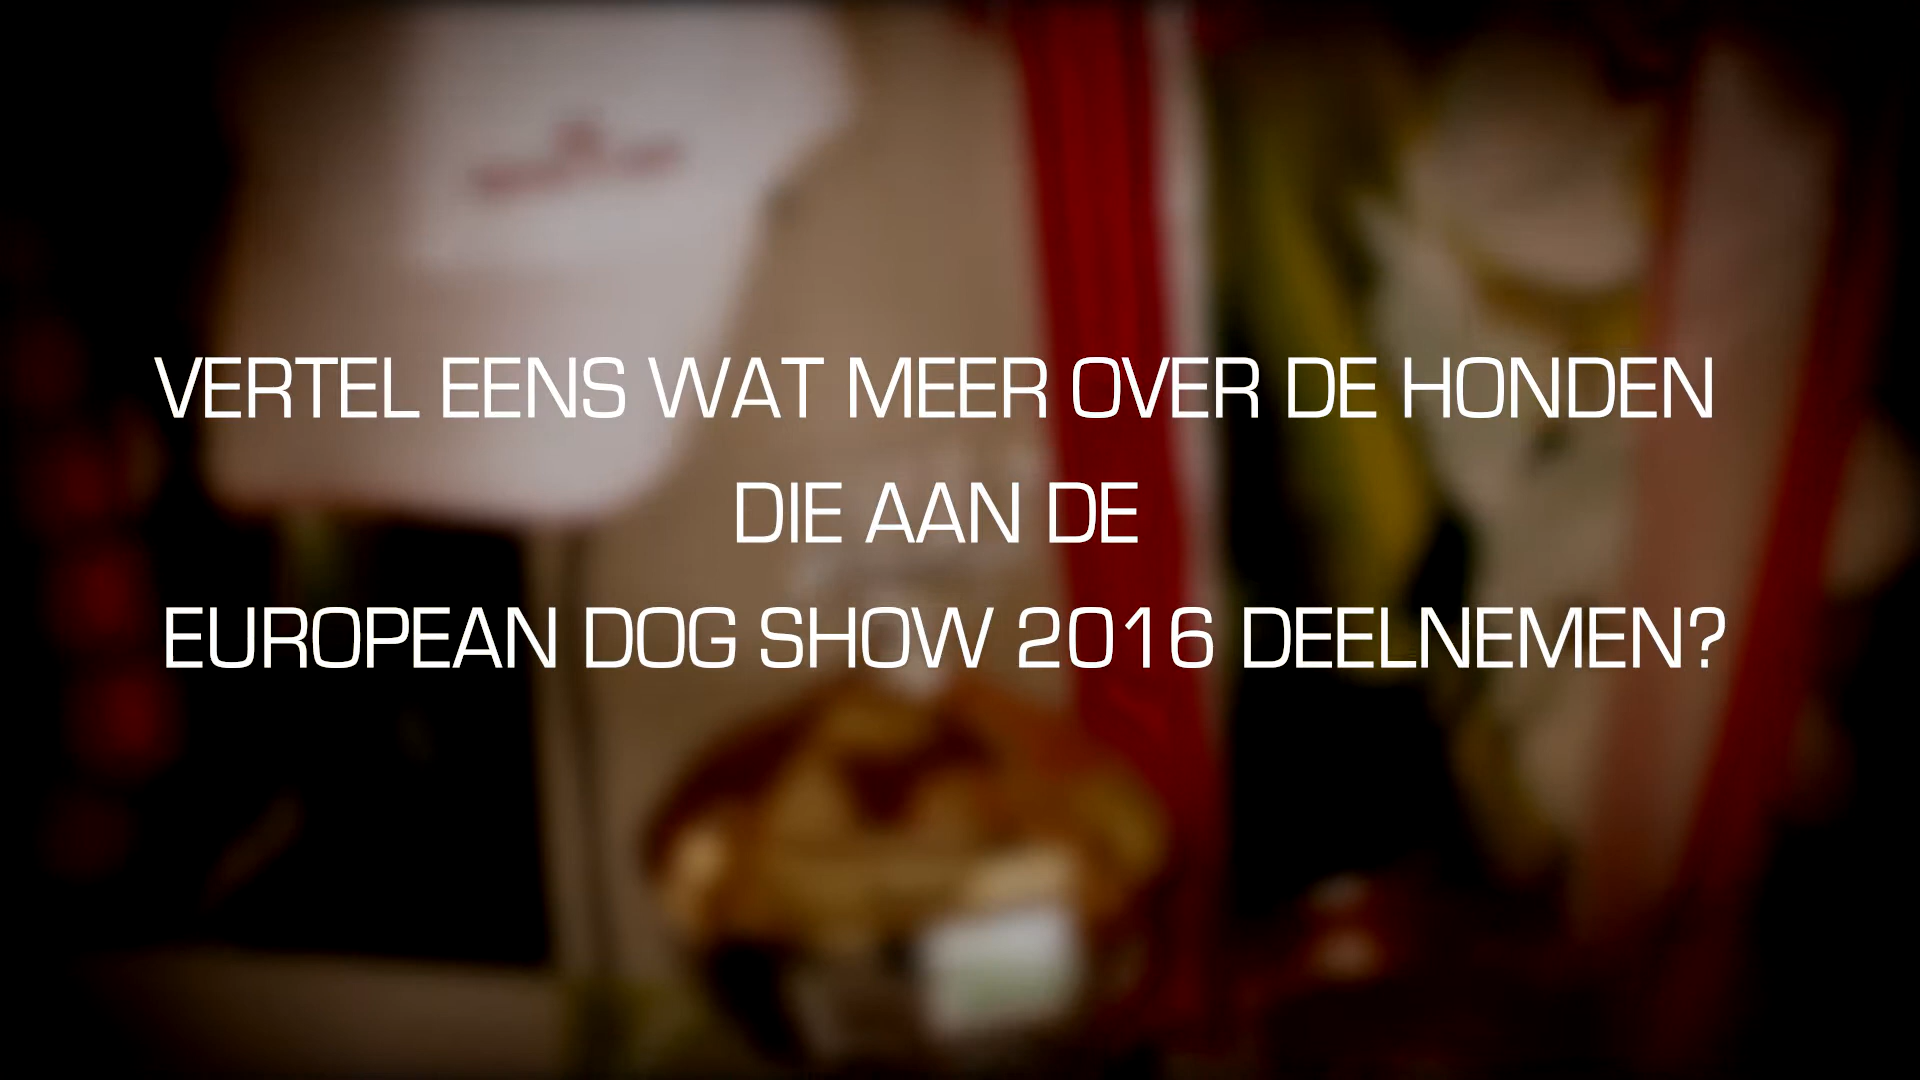 VERTEL EENS WAT MEER OVER DE HONDEN
DIE AAN DE
EUROPEAN DOG SHOW 2016 DEELNEMEN?